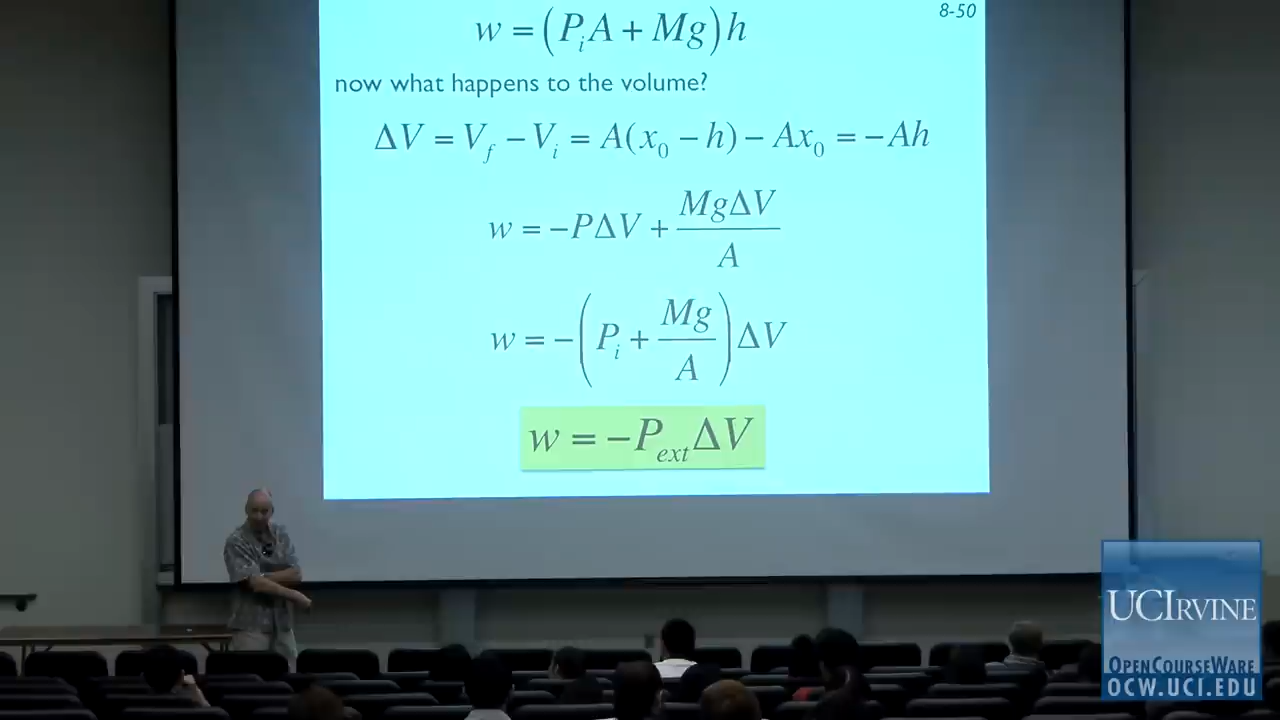 8-50
w = (P_i A + Mg)h
now what happens to the volume?
ΔV = V_f − V_i = A(x_0 − h) − Ax_0 = −Ah
w = −PΔV + MgΔV / A
w = −(P_i + Mg / A)ΔV
w = −P_ext ΔV
UCIRVINE
OPENCOURSEWARE
OCW.UCI.EDU